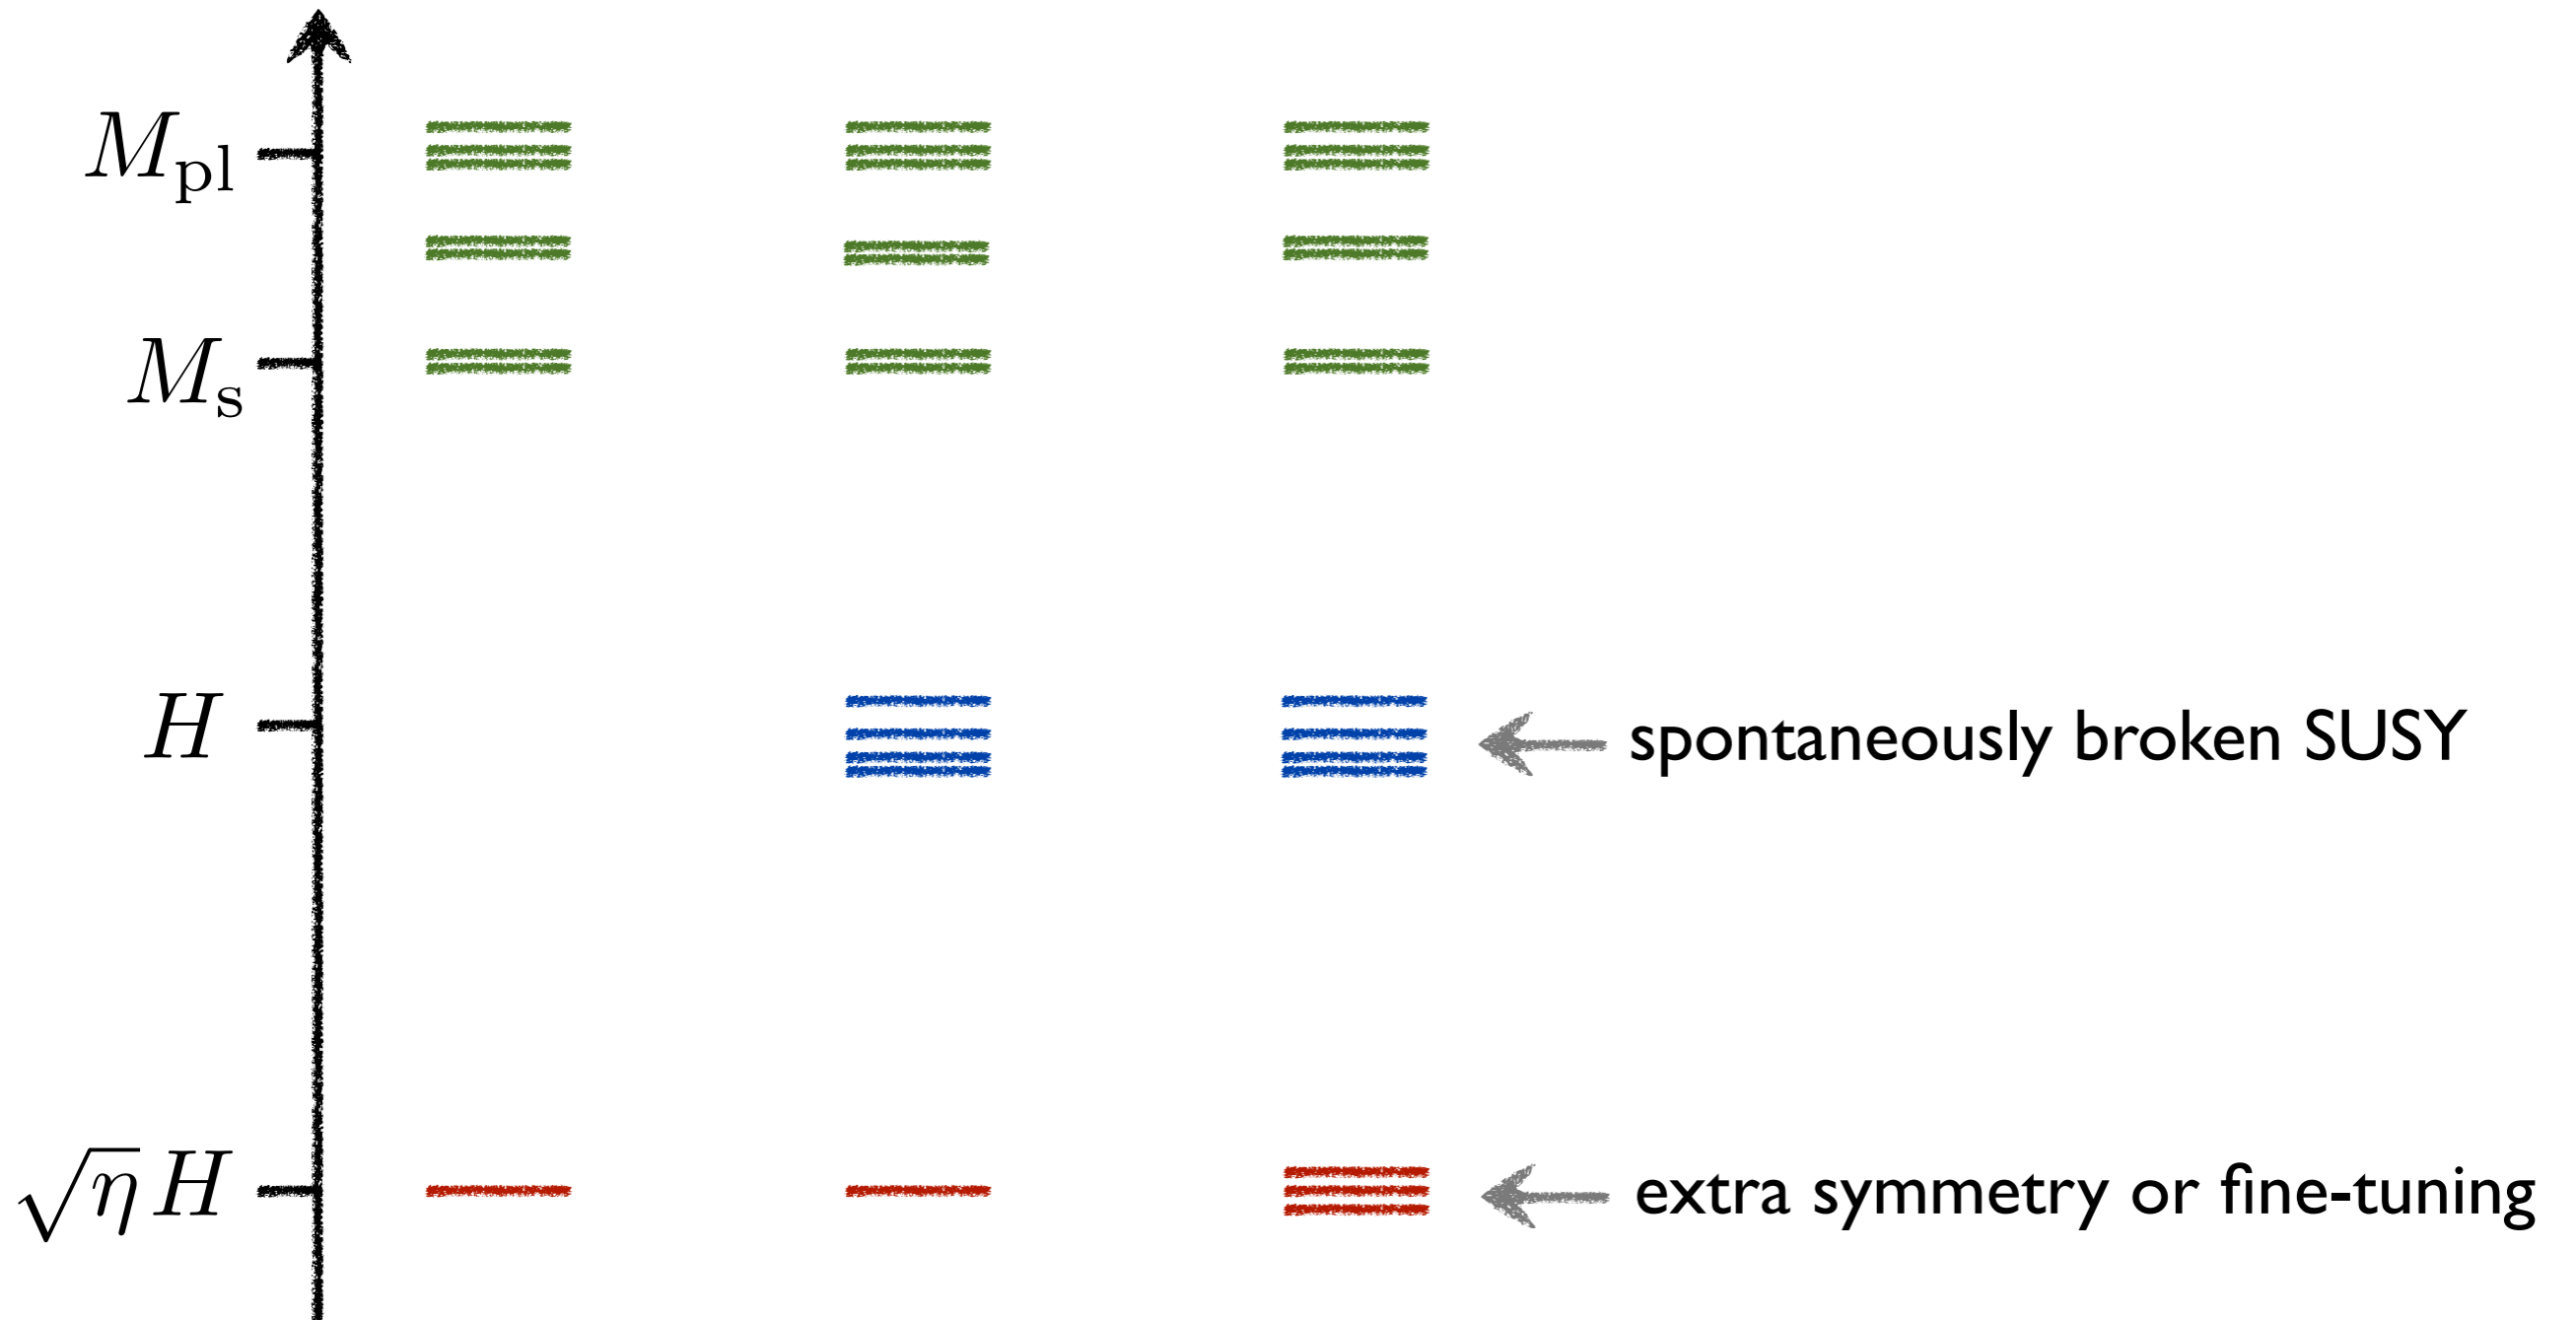 M_pl
M_s
H
spontaneously broken SUSY
√η H
extra symmetry or fine-tuning